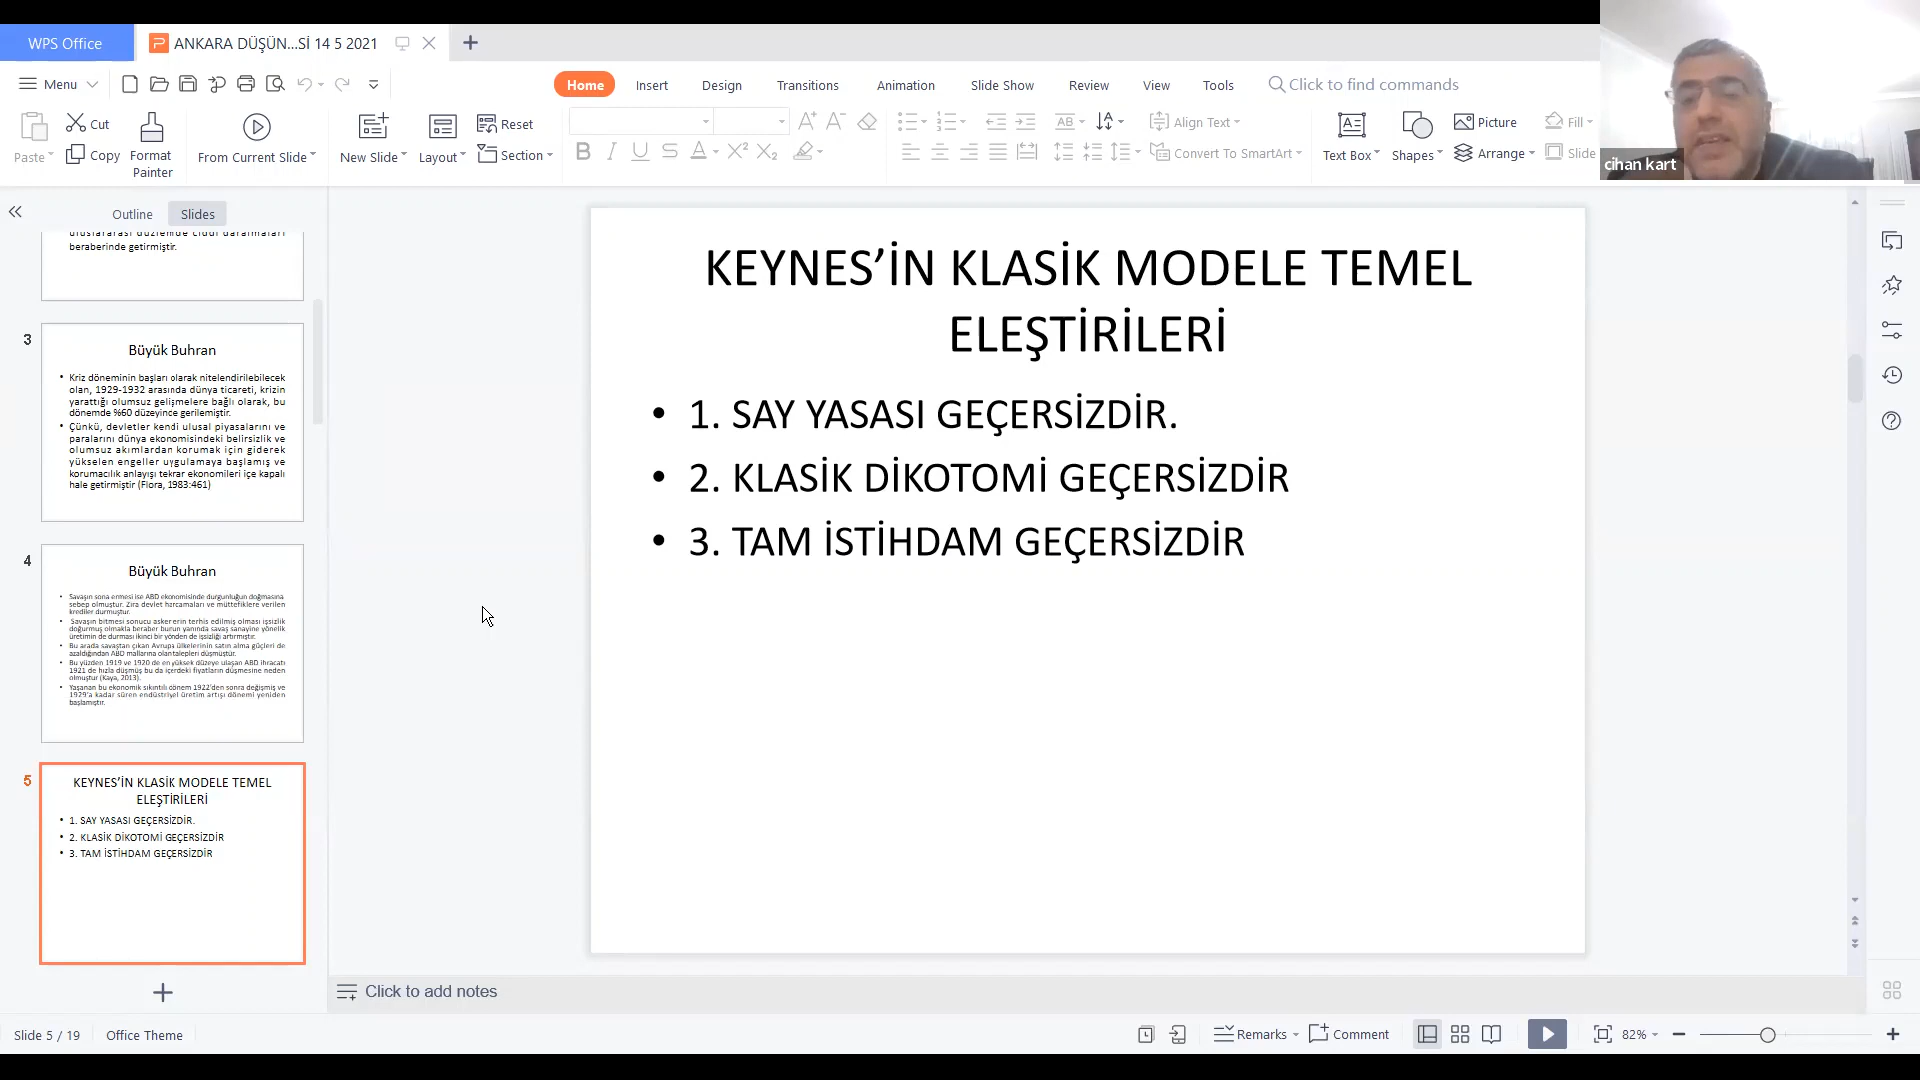 WPS Office
ANKARA DÜŞÜN...Sİ 14 5 2021
Menu
Home
Insert
Design
Transitions
Animation
Slide Show
Review
View
Tools
Click to find commands
Paste
Cut
Copy
Format
Painter
From Current Slide
New Slide
Layout
Reset
Section
Align Text
Convert To SmartArt
Text Box
Shapes
Picture
Arrange
Fill
Slide
cihan kart
Outline
Slides
uluslararası düzlemde ciddi daralmaları
beraberinde getirmiştir.
3
Büyük Buhran
• Kriz döneminin başları olarak nitelendirilebilecek
olan, 1929-1932 arasında dünya ticareti, krizin
yarattığı olumsuz gelişmelere bağlı olarak, bu
dönemde %60 düzeyince gerilemiştir.
• Çünkü, devletler kendi ulusal piyasalarını ve
paralarını dünya ekonomisindeki belirsizlik ve
olumsuz akımlardan korumak için giderek
yükselen engeller uygulamaya başlamış ve
korumacılık anlayışı tekrar ekonomileri içe kapalı
hale getirmiştir (Flora, 1983:461)
4
Büyük Buhran
• Savaşın sona ermesi ise ABD ekonomisinde durgunluğun doğmasına
sebep olmuştur. Zira devlet harcamaları ve müttefiklere verilen
krediler durmuştur.
• Savaşın bitmesi sonucu askerlerin terhis edilmiş olması işsizlik
doğurmuş olmakla beraber bunun yanında savaş sanayine yönelik
üretimin de durması ikinci bir yönden de işsizliği artırmıştır.
• Bu arada savaştan çıkan Avrupa ülkelerinin satın alma güçleri de
azaldığından ABD mallarına olan talepleri düşmüştür.
• Bu yüzden 1919 ve 1920 de en yüksek düzeye ulaşan ABD ihracatı
1921 de hızla düşmüş bu da içerdeki fiyatların düşmesine neden
olmuştur (Kaya, 2013).
• Yaşanan bu ekonomik sıkıntılı dönem 1922'den sonra değişmiş ve
1929'a kadar süren endüstriyel üretim artışı dönemi yeniden
başlamıştır.
5
KEYNES’İN KLASİK MODELE TEMEL
ELEŞTİRİLERİ
• 1. SAY YASASI GEÇERSİZDİR.
• 2. KLASİK DİKOTOMİ GEÇERSİZDİR
• 3. TAM İSTİHDAM GEÇERSİZDİR
KEYNES’İN KLASİK MODELE TEMEL
ELEŞTİRİLERİ
• 1. SAY YASASI GEÇERSİZDİR.
• 2. KLASİK DİKOTOMİ GEÇERSİZDİR
• 3. TAM İSTİHDAM GEÇERSİZDİR
Click to add notes
Slide 5 / 19
Office Theme
Remarks
Comment
82%